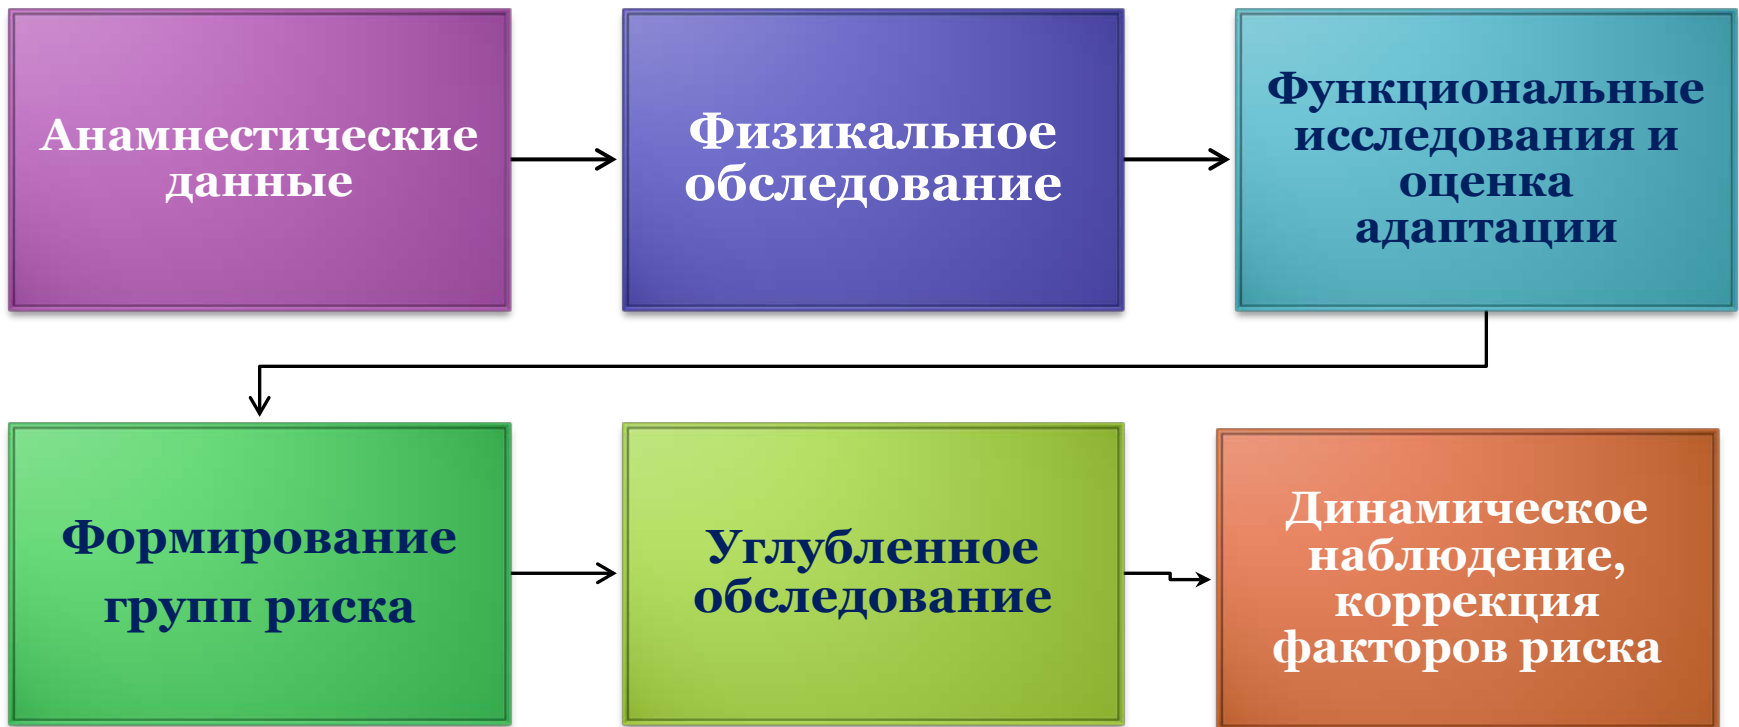 Анамнестические
данные
Физикальное
обследование
Функциональные
исследования и
оценка
адаптации
Формирование
групп риска
Углубленное
обследование
Динамическое
наблюдение,
коррекция
факторов риска